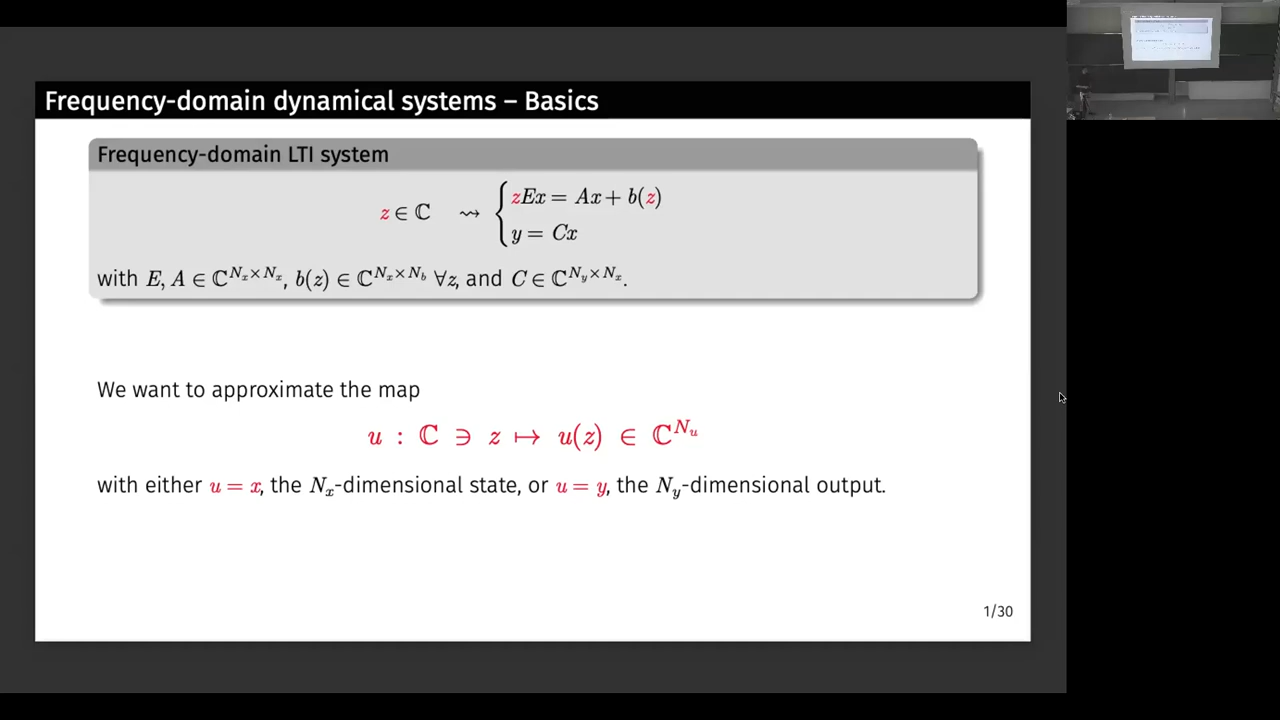 Frequency-domain dynamical systems – Basics
Frequency-domain LTI system
z ∈ ℂ ⇝ { zEx = Ax + b(z)
y = Cx
with E, A ∈ ℂ^{N_x×N_x}, b(z) ∈ ℂ^{N_x×N_b} ∀z, and C ∈ ℂ^{N_y×N_x}.
We want to approximate the map
u : ℂ ∋ z ↦ u(z) ∈ ℂ^{N_u}
with either u = x, the N_x-dimensional state, or u = y, the N_y-dimensional output.
1/30